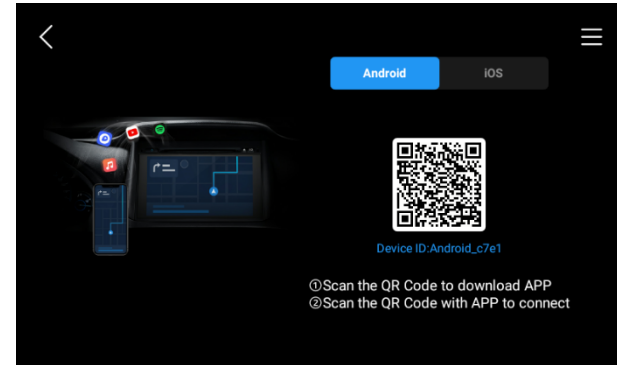 Android
iOS
Device ID:Android_c7e1
①Scan the QR Code to download APP
②Scan the QR Code with APP to connect